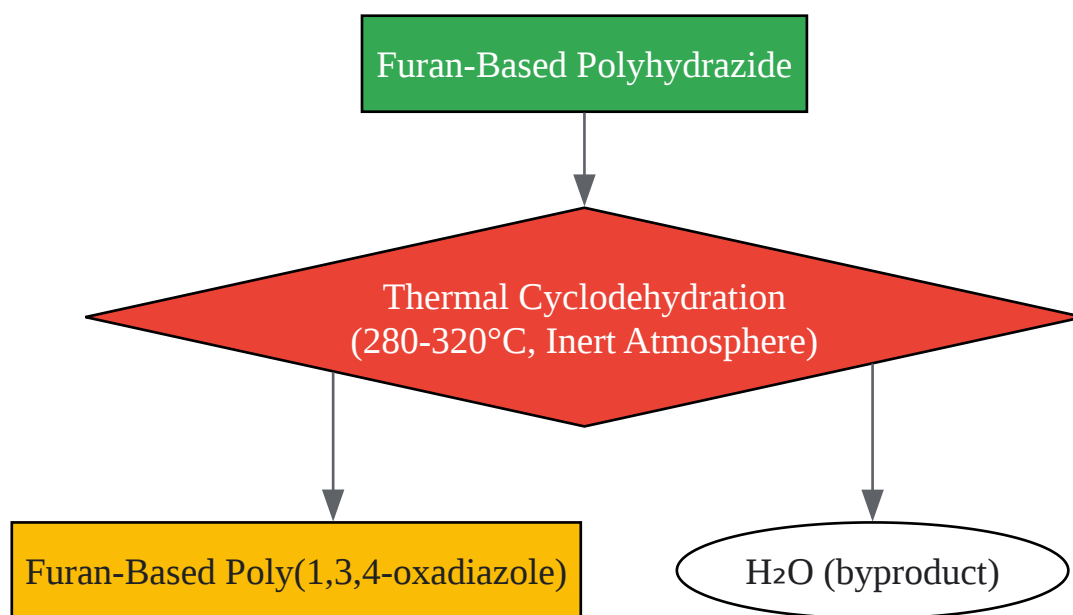 Furan-Based Polyhydrazide
Thermal Cyclodehydration
(280-320°C, Inert Atmosphere)
Furan-Based Poly(1,3,4-oxadiazole)
H₂O (byproduct)